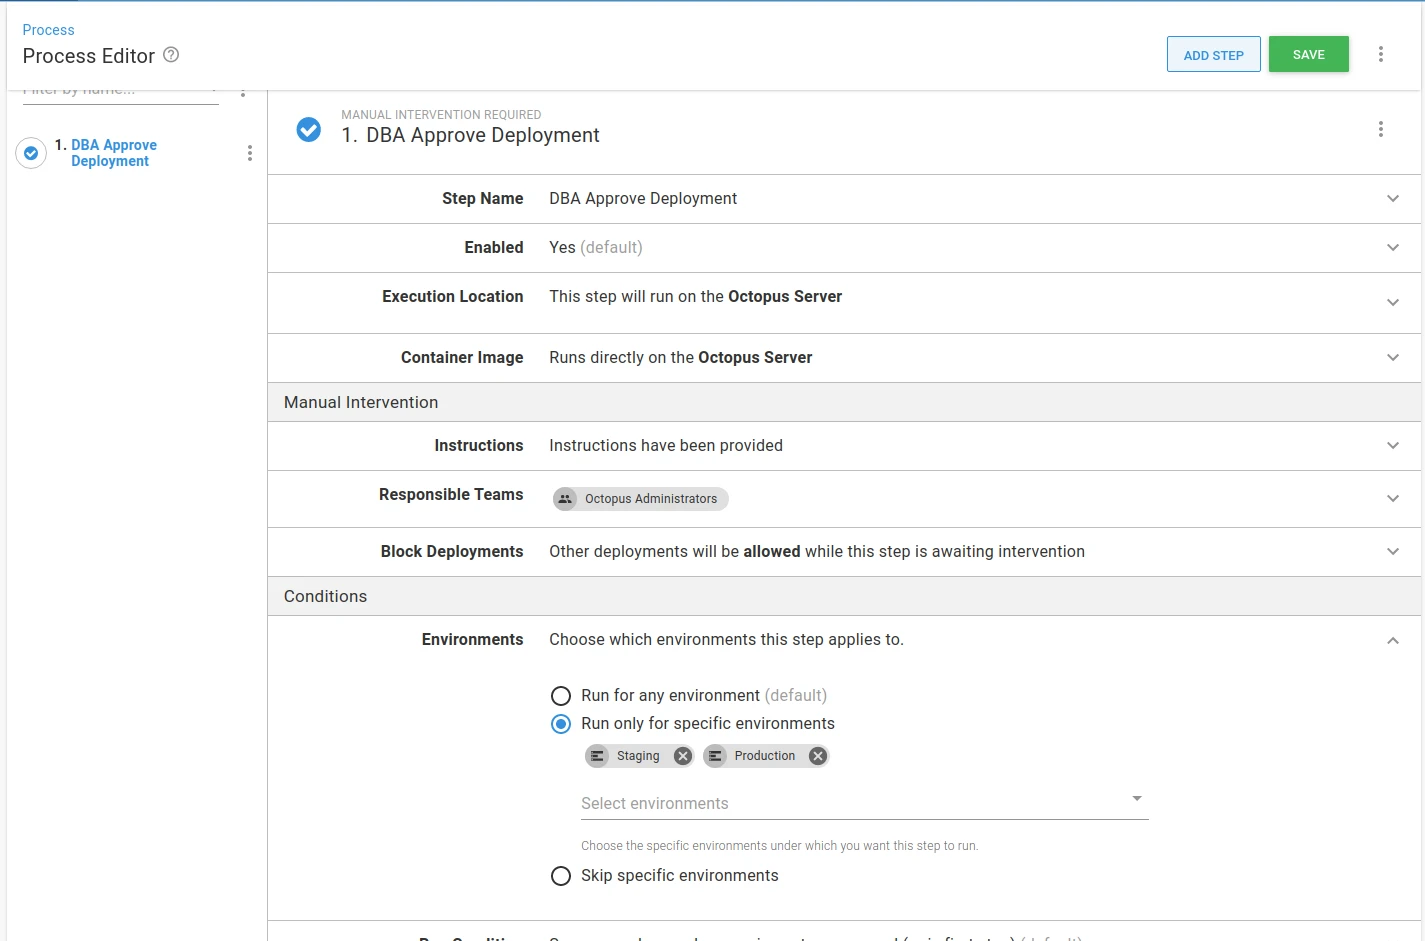 Process
Process Editor
ADD STEP
SAVE
Filter by name...
1. DBA Approve
Deployment
MANUAL INTERVENTION REQUIRED
1. DBA Approve Deployment
Step Name DBA Approve Deployment
Enabled Yes (default)
Execution Location This step will run on the Octopus Server
Container Image Runs directly on the Octopus Server
Manual Intervention
Instructions Instructions have been provided
Responsible Teams Octopus Administrators
Block Deployments Other deployments will be allowed while this step is awaiting intervention
Conditions
Environments Choose which environments this step applies to.
Run for any environment (default)
Run only for specific environments
Staging Production
Select environments
Choose the specific environments under which you want this step to run.
Skip specific environments